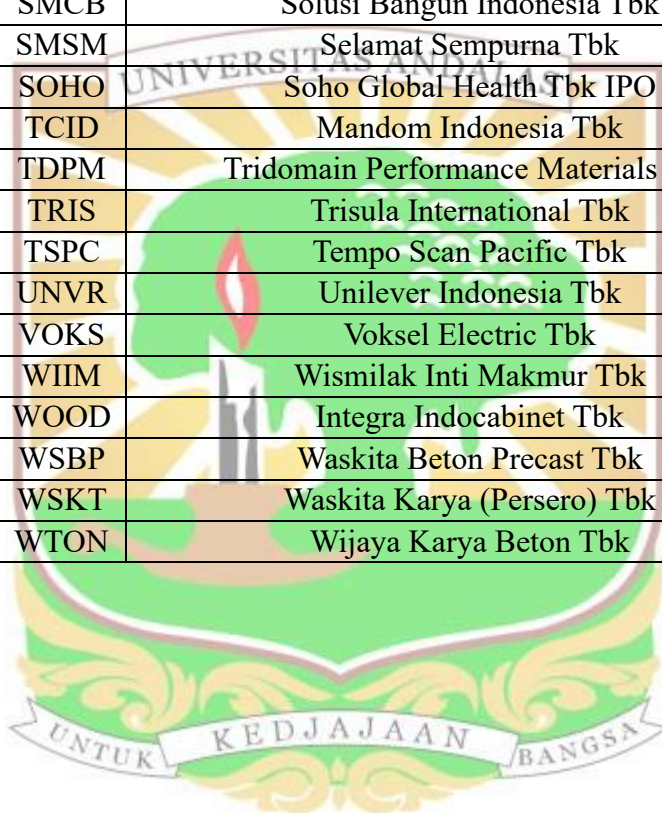 SMCB Solusi Bangun Indonesia Tbk
SMSM Selamat Sempurna Tbk
UNIVERSITAS ANDALAS
SOHO Soho Global Health Tbk IPO
TCID Mandom Indonesia Tbk
TDPM Tridomain Performance Materials
TRIS Trisula International Tbk
TSPC Tempo Scan Pacific Tbk
UNVR Unilever Indonesia Tbk
VOKS Voksel Electric Tbk
WIIM Wismilak Inti Makmur Tbk
WOOD Integra Indocabinet Tbk
WSBP Waskita Beton Precast Tbk
WSKT Waskita Karya (Persero) Tbk
WTON Wijaya Karya Beton Tbk
UNTUK KEDJAJAAN BANGSA